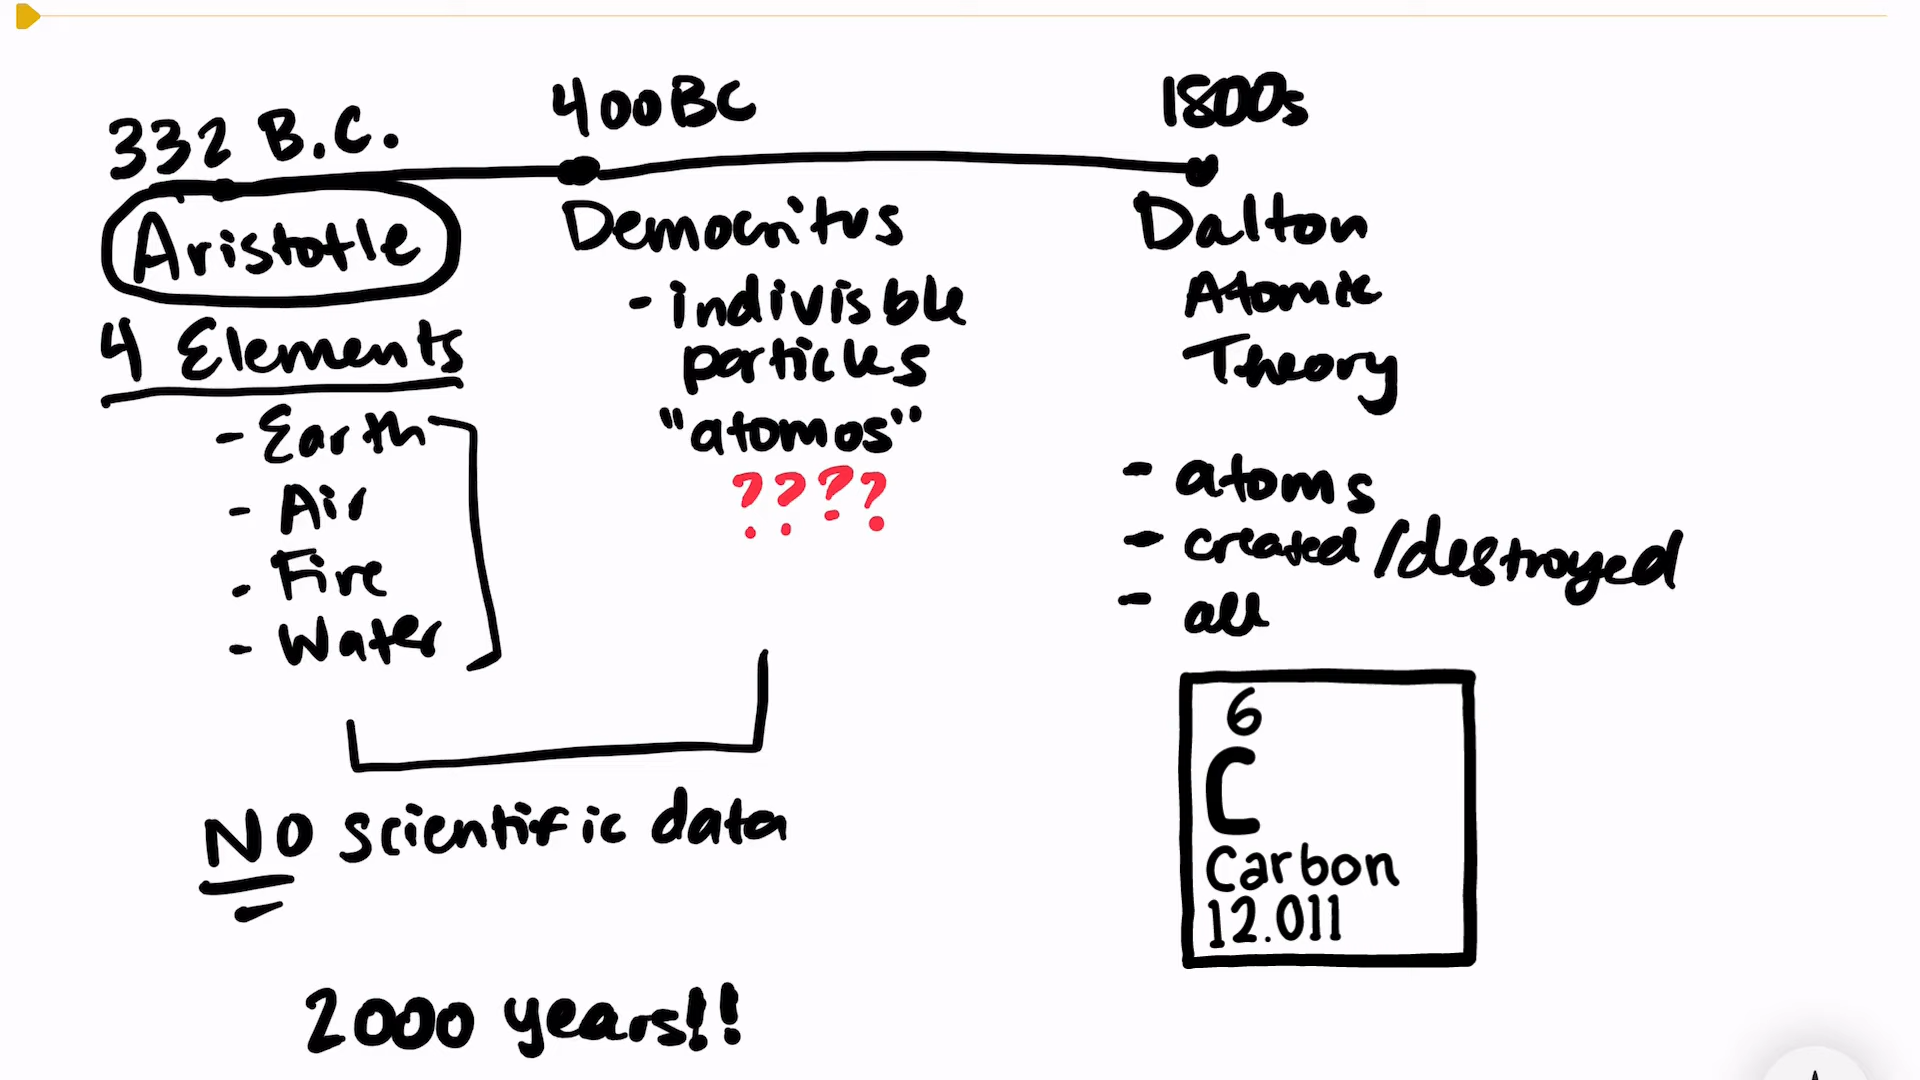 332 B.C.
Aristotle
4 Elements
- Earth
- Air
- Fire
- Water
400BC
Democritus
- indivisible
particles
"atomos"
????
NO scientific data
2000 years!!
1800s
Dalton
Atomic
Theory
- atoms
- created/destroyed
- all
6
C
Carbon
12.011